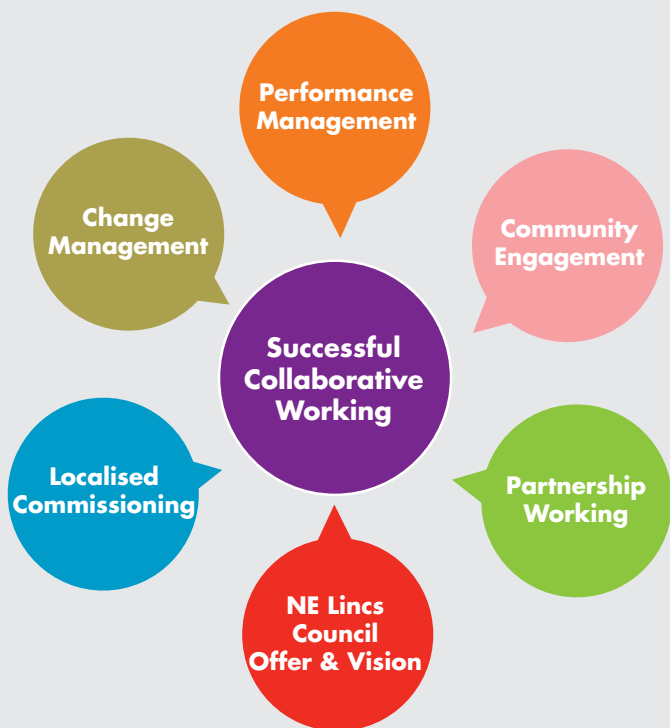 Performance
Management
Change
Management
Community
Engagement
Successful
Collaborative
Working
Localised
Commissioning
Partnership
Working
NE Lincs
Council
Offer & Vision